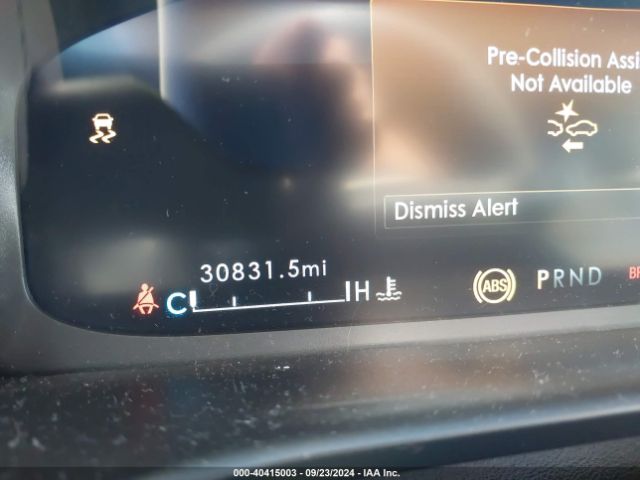 Pre-Collision Assi
Not Available
Dismiss Alert
30831.5mi
C H
ABS
PRND
000-40415003 - 09/23/2024 - IAA Inc.